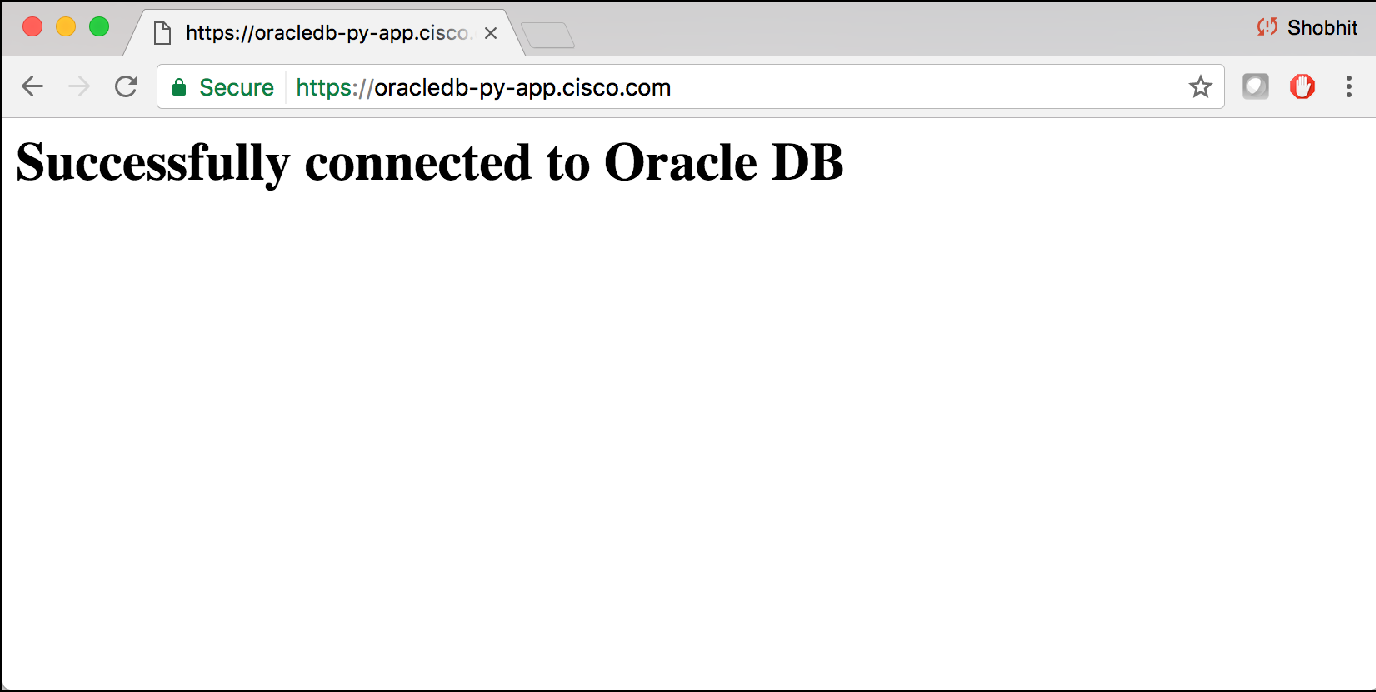 https://oracledb-py-app.cisco.
Shobhit
Secure https://oracledb-py-app.cisco.com
Successfully connected to Oracle DB